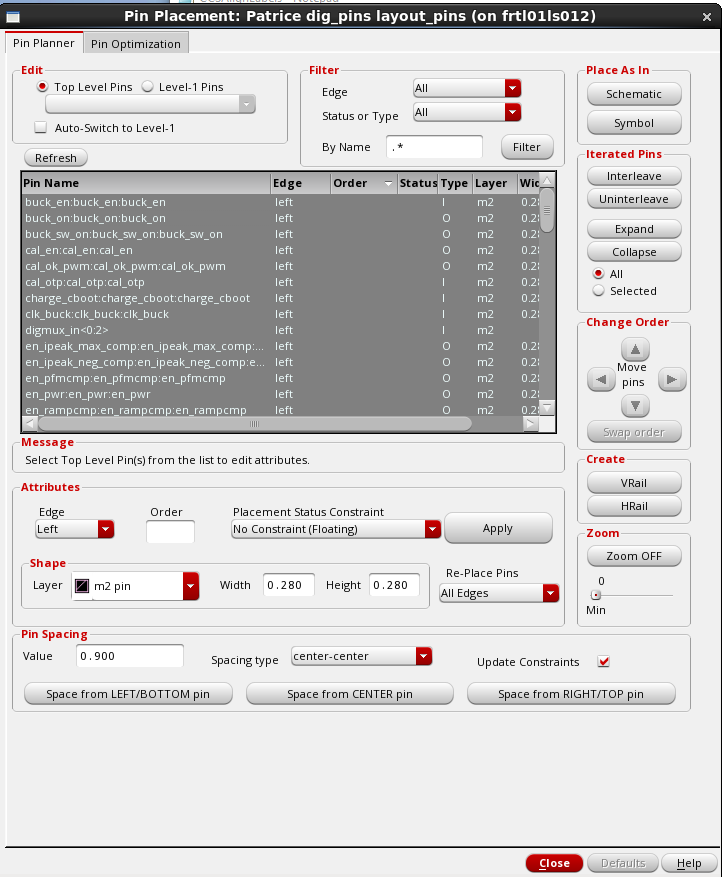 Pin Placement: Patrice dig_pins layout_pins (on frtl01ls012)
Pin Planner
Pin Optimization
Edit
Top Level Pins
Level-1 Pins
Auto-Switch to Level-1
Refresh
Filter
Edge
All
Status or Type
All
By Name
.*
Filter
Place As In
Schematic
Symbol
Iterated Pins
Interleave
Uninterleave
Expand
Collapse
All
Selected
Change Order
Move
pins
Swap order
Create
VRail
HRail
Zoom
Zoom OFF
0
Min
Pin Name Edge Order Status Type Layer Wid
buck_en:buck_en:buck_en left I m2 0.28
buck_on:buck_on:buck_on left O m2 0.28
buck_sw_on:buck_sw_on:buck_sw_on left O m2 0.28
cal_en:cal_en:cal_en left O m2 0.28
cal_ok_pwm:cal_ok_pwm:cal_ok_pwm left O m2 0.28
cal_otp:cal_otp:cal_otp left I m2 0.28
charge_cboot:charge_cboot:charge_cboot left I m2 0.28
clk_buck:clk_buck:clk_buck left I m2 0.28
digmux_in<0:2> left I m2
en_ipeak_max_comp:en_ipeak_max_comp:... left O m2 0.28
en_ipeak_neg_comp:en_ipeak_neg_comp:e... left O m2 0.28
en_pfmcmp:en_pfmcmp:en_pfmcmp left O m2 0.28
en_pwr:en_pwr:en_pwr left O m2 0.28
en_rampcmp:en_rampcmp:en_rampcmp left O m2 0.28
Message
Select Top Level Pin(s) from the list to edit attributes.
Attributes
Edge
Left
Order
Placement Status Constraint
No Constraint (Floating)
Apply
Shape
Layer
m2 pin
Width
0.280
Height
0.280
Re-Place Pins
All Edges
Pin Spacing
Value
0.900
Spacing type
center-center
Update Constraints
Space from LEFT/BOTTOM pin
Space from CENTER pin
Space from RIGHT/TOP pin
Close
Defaults
Help